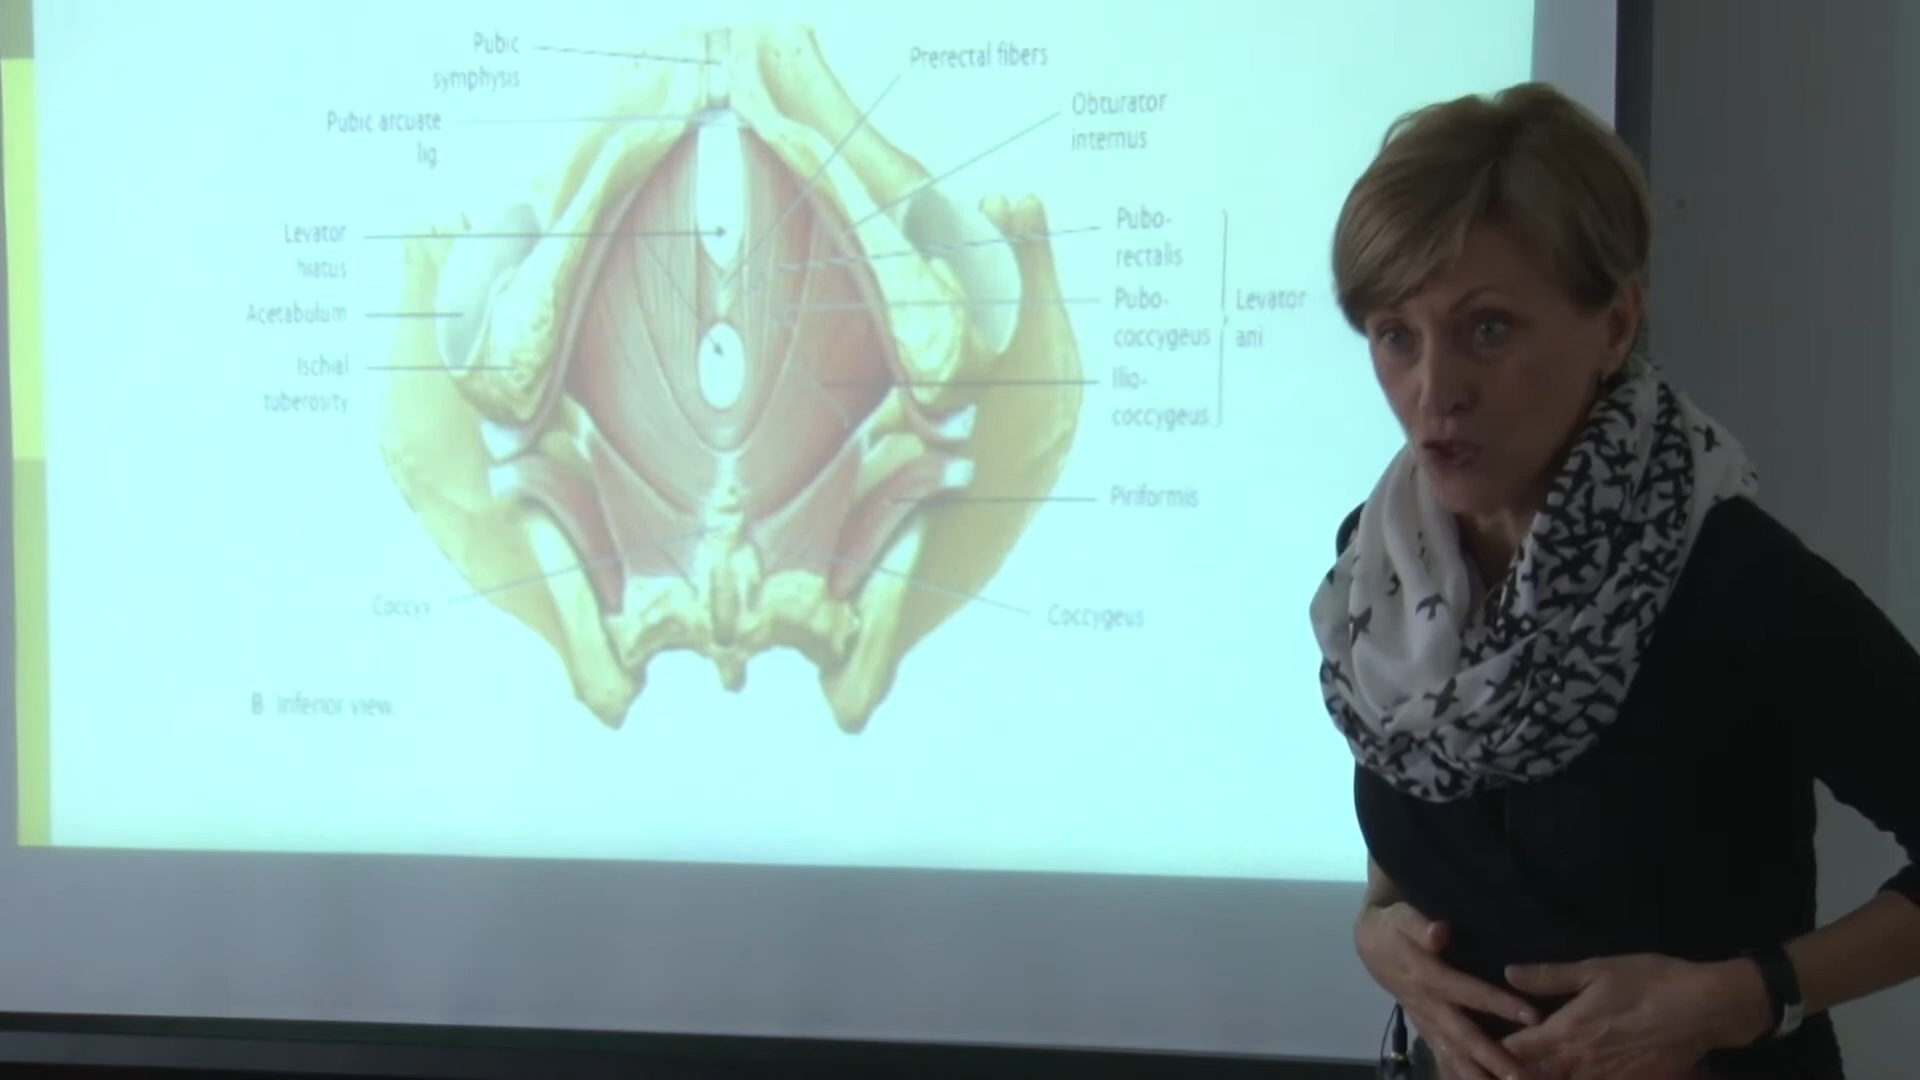 Pubic
symphysis
Pubic arcuate
lig.
Levator
hiatus
Acetabulum
Ischial
tuberosity
Coccyx
B Inferior view.
Prerectal fibers
Obturator
internus
Pubo-
rectalis
Pubo-
coccygeus
Ilio-
coccygeus
Levator
ani
Piriformis
Coccygeus